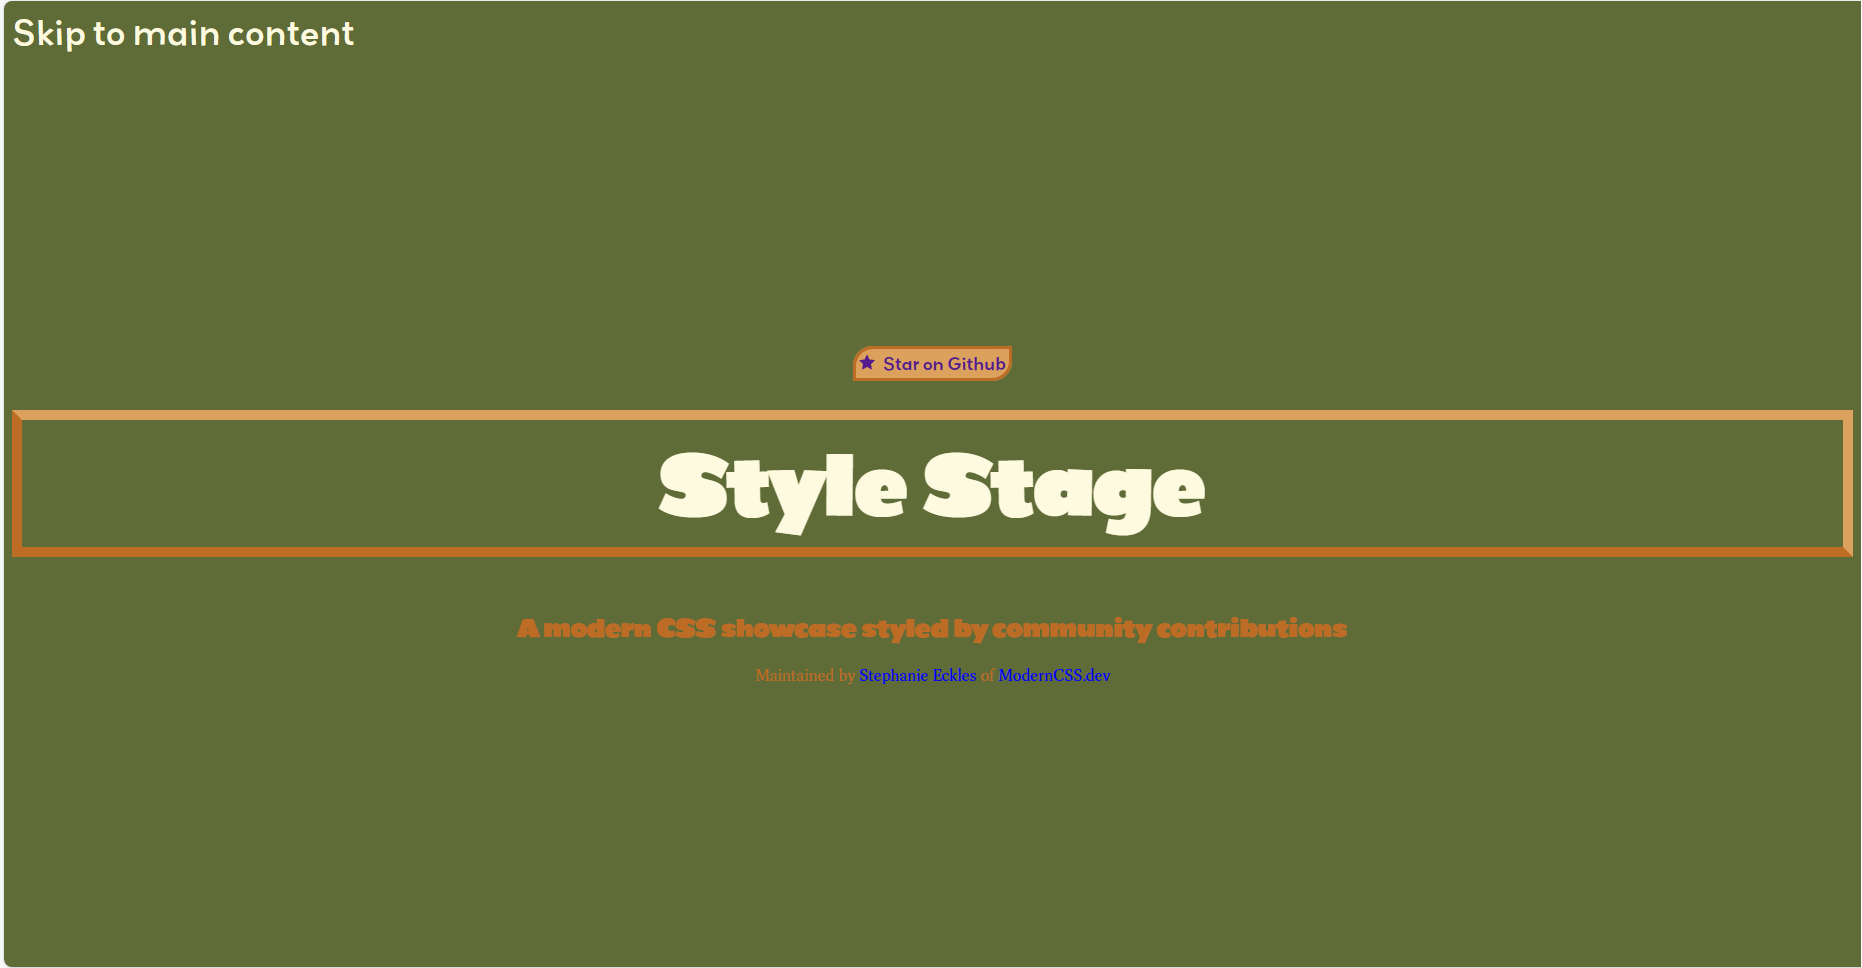 Skip to main content
Star on Github
Style Stage
A modern CSS showcase styled by community contributions
Maintained by Stephanie Eckles of ModernCSS.dev